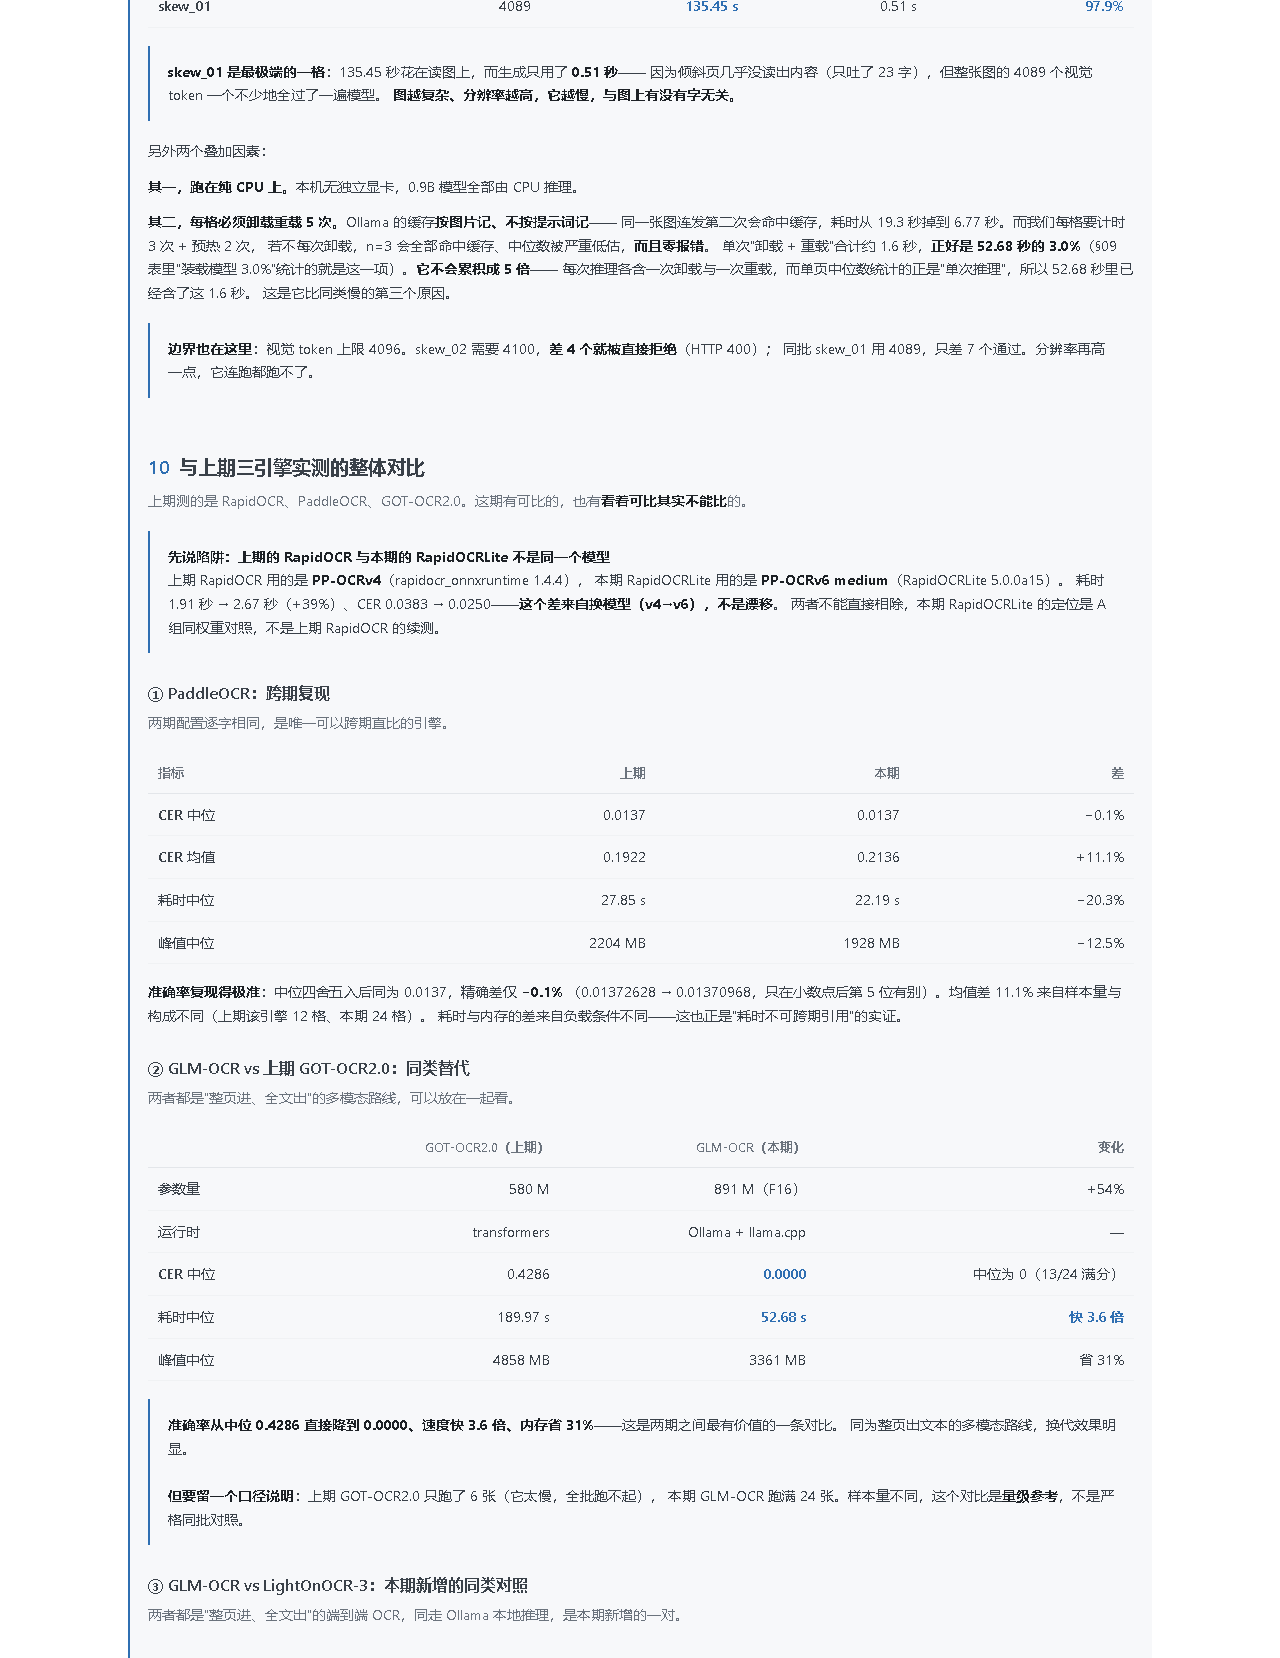 skew_01 4089 135.45 s 0.51 s 97.9%
skew_01 是最极端的一格：135.45 秒花在读图上，而生成只用了 0.51 秒—— 因为倾斜页几乎没读出内容（只吐了 23 字），但整张图的 4089 个视觉
token 一个不少地全过了一遍模型。 图越复杂、分辨率越高，它越慢，与图上有没有字无关。
另外两个叠加因素：
其一，跑在纯 CPU 上。本机无独立显卡，0.9B 模型全部由 CPU 推理。
其二，每格必须卸载重载 5 次。Ollama 的缓存按图片记、不按提示词记—— 同一张图连发第二次会命中缓存，耗时从 19.3 秒掉到 6.77 秒。而我们每格要计时
3 次 + 预热 2 次， 若不每次卸载，n=3 会全部命中缓存、中位数被严重低估，而且零报错。 单次"卸载 + 重载"合计约 1.6 秒，正好是 52.68 秒的 3.0%（§09
表里"装载模型 3.0%"统计的就是这一项）。它不会累积成 5 倍—— 每次推理各含一次卸载与一次重载，而单页中位数统计的正是"单次推理"，所以 52.68 秒里已
经含了这 1.6 秒。 这是它比同类慢的第三个原因。
边界也在这里：视觉 token 上限 4096。skew_02 需要 4100，差 4 个就被直接拒绝（HTTP 400）； 同批 skew_01 用 4089，只差 7 个通过。分辨率再高
一点，它连跑都跑不了。
10 与上期三引擎实测的整体对比
上期测的是 RapidOCR、PaddleOCR、GOT-OCR2.0。这期有可比的，也有看着可比其实不能比的。
先说陷阱：上期的 RapidOCR 与本期的 RapidOCRLite 不是同一个模型
上期 RapidOCR 用的是 PP-OCRv4（rapidocr_onnxruntime 1.4.4）， 本期 RapidOCRLite 用的是 PP-OCRv6 medium（RapidOCRLite 5.0.0a15）。 耗时
1.91 秒 → 2.67 秒（+39%）、CER 0.0383 → 0.0250——这个差来自换模型（v4→v6），不是漂移。 两者不能直接相除，本期 RapidOCRLite 的定位是 A
组同权重对照，不是上期 RapidOCR 的续测。
① PaddleOCR：跨期复现
两期配置逐字相同，是唯一可以跨期直比的引擎。
指标 上期 本期 差
CER 中位 0.0137 0.0137 −0.1%
CER 均值 0.1922 0.2136 +11.1%
耗时中位 27.85 s 22.19 s −20.3%
峰值中位 2204 MB 1928 MB −12.5%
准确率复现得极准：中位四舍五入后同为 0.0137，精确差仅 −0.1% （0.01372628 → 0.01370968，只在小数点后第 5 位有别）。均值差 11.1% 来自样本量与
构成不同（上期该引擎 12 格、本期 24 格）。 耗时与内存的差来自负载条件不同——这也正是"耗时不可跨期引用"的实证。
② GLM-OCR vs 上期 GOT-OCR2.0：同类替代
两者都是"整页进、全文出"的多模态路线，可以放在一起看。
GOT-OCR2.0（上期） GLM-OCR（本期） 变化
参数量 580 M 891 M（F16） +54%
运行时 transformers Ollama + llama.cpp —
CER 中位 0.4286 0.0000 中位为 0（13/24 满分）
耗时中位 189.97 s 52.68 s 快 3.6 倍
峰值中位 4858 MB 3361 MB 省 31%
准确率从中位 0.4286 直接降到 0.0000、速度快 3.6 倍、内存省 31%——这是两期之间最有价值的一条对比。 同为整页出文本的多模态路线，换代效果明
显。
但要留一个口径说明：上期 GOT-OCR2.0 只跑了 6 张（它太慢，全批跑不起）， 本期 GLM-OCR 跑满 24 张。样本量不同，这个对比是量级参考，不是严
格同批对照。
③ GLM-OCR vs LightOnOCR-3：本期新增的同类对照
两者都是"整页进、全文出"的端到端 OCR，同走 Ollama 本地推理，是本期新增的一对。